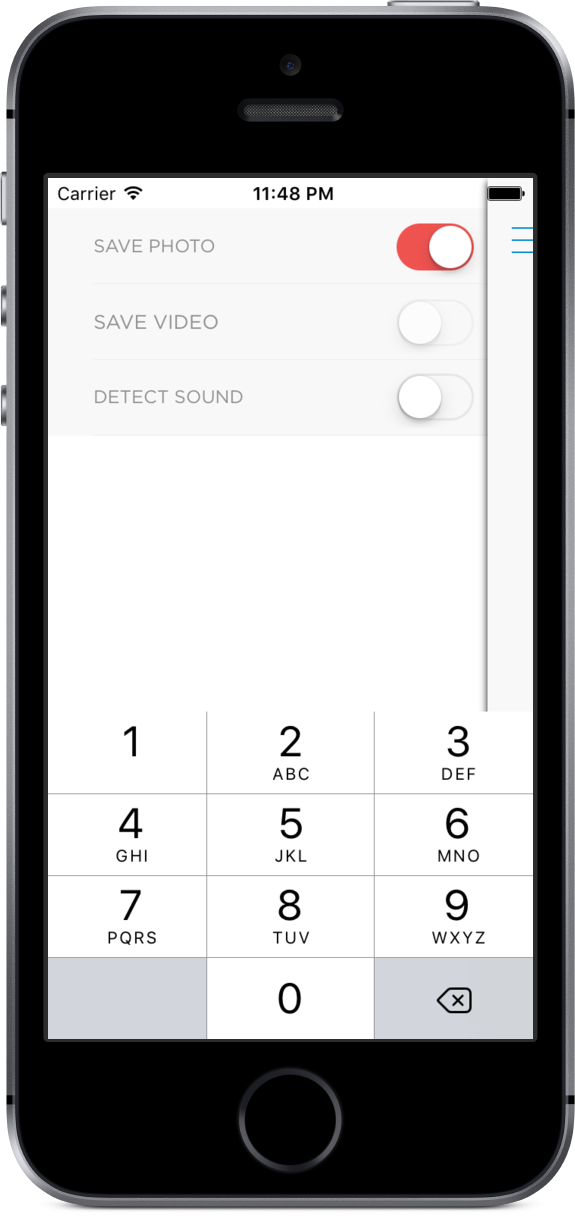 Carrier 11:48 PM
SAVE PHOTO
SAVE VIDEO
DETECT SOUND
1 2 3
ABC DEF
4 5 6
GHI JKL MNO
7 8 9
PQRS TUV WXYZ
0